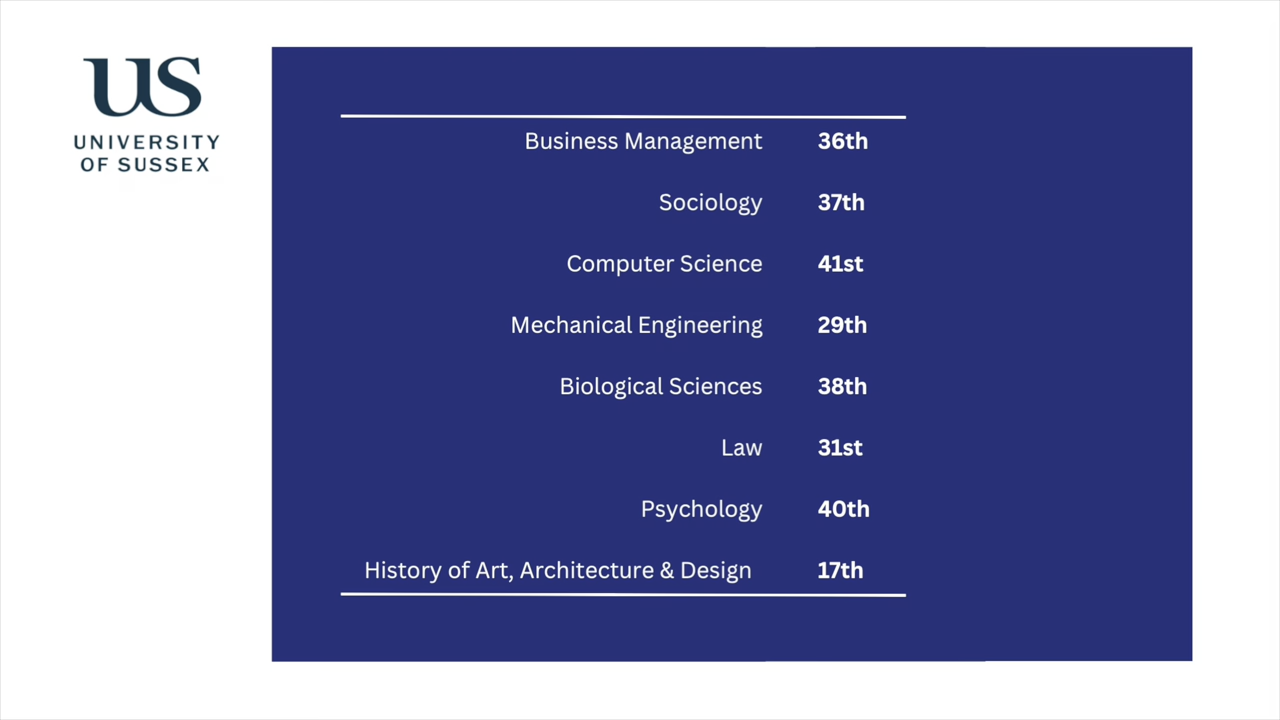 US
UNIVERSITY
OF SUSSEX
Business Management 36th
Sociology 37th
Computer Science 41st
Mechanical Engineering 29th
Biological Sciences 38th
Law 31st
Psychology 40th
History of Art, Architecture & Design 17th